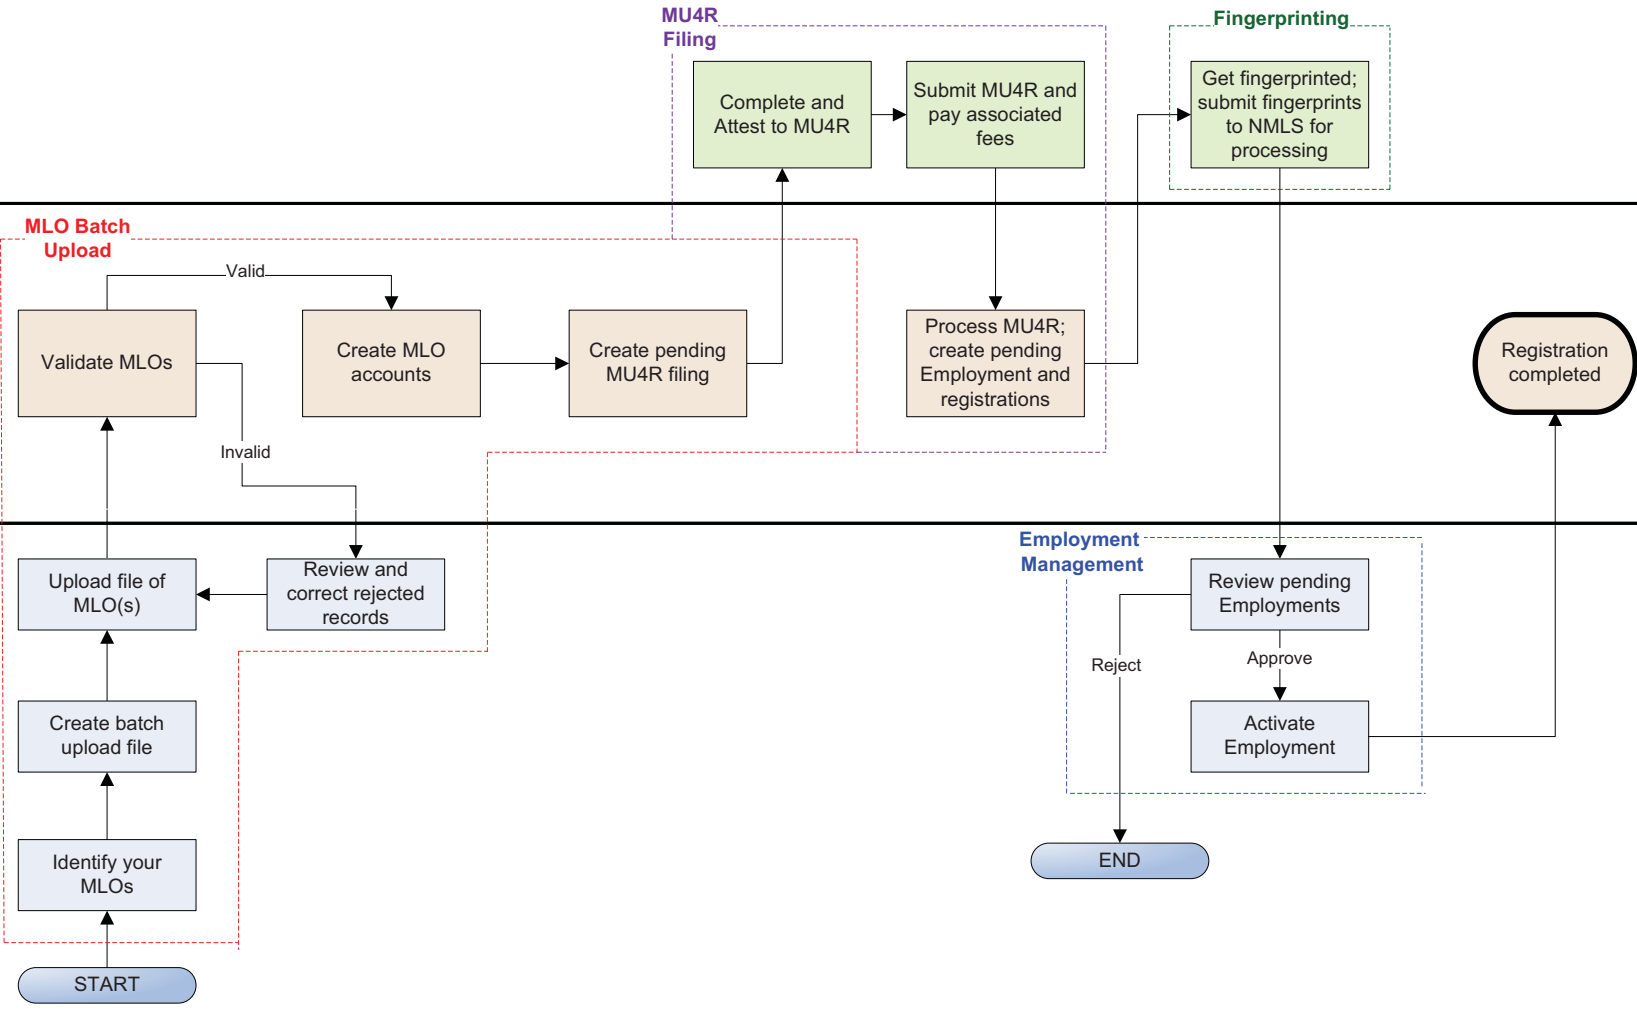 MU4R
Filing
Fingerprinting
Complete and
Attest to MU4R
Submit MU4R and
pay associated
fees
Get fingerprinted;
submit fingerprints
to NMLS for
processing
MLO Batch
Upload
Valid
Validate MLOs
Create MLO
accounts
Create pending
MU4R filing
Process MU4R;
create pending
Employment and
registrations
Registration
completed
Invalid
Employment
Management
Upload file of
MLO(s)
Review and
correct rejected
records
Review pending
Employments
Reject
Approve
Create batch
upload file
Activate
Employment
Identify your
MLOs
END
START